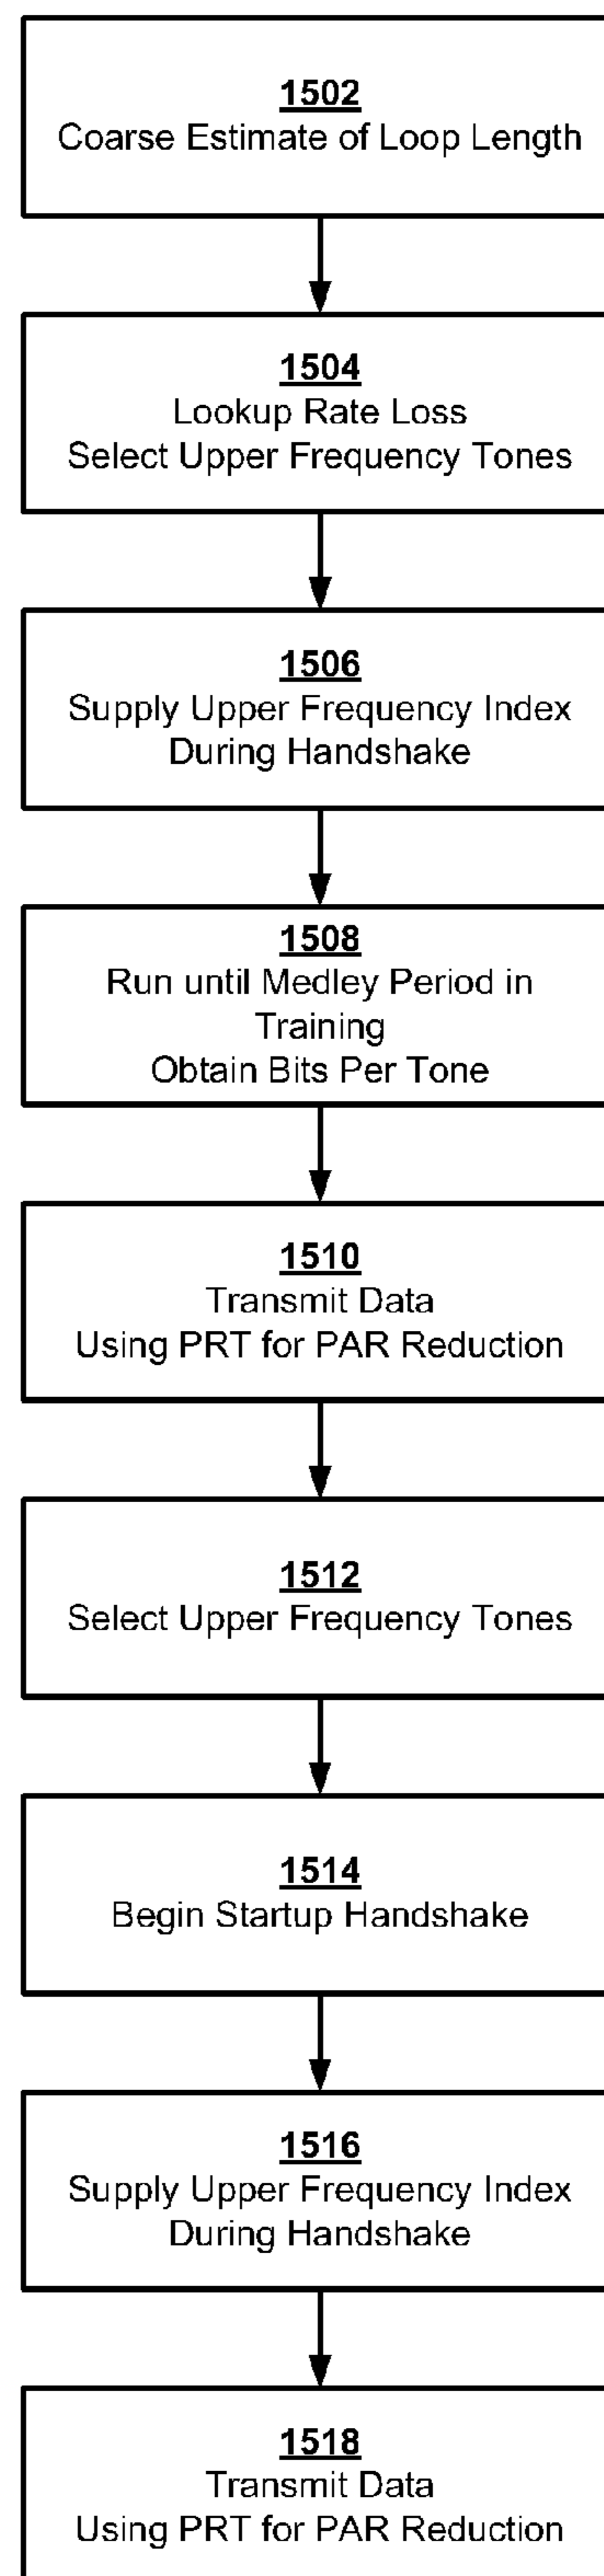 1502
Coarse Estimate of Loop Length
1504
Lookup Rate Loss
Select Upper Frequency Tones
1506
Supply Upper Frequency Index
During Handshake
1508
Run until Medley Period in
Training
Obtain Bits Per Tone
1510
Transmit Data
Using PRT for PAR Reduction
1512
Select Upper Frequency Tones
1514
Begin Startup Handshake
1516
Supply Upper Frequency Index
During Handshake
1518
Transmit Data
Using PRT for PAR Reduction